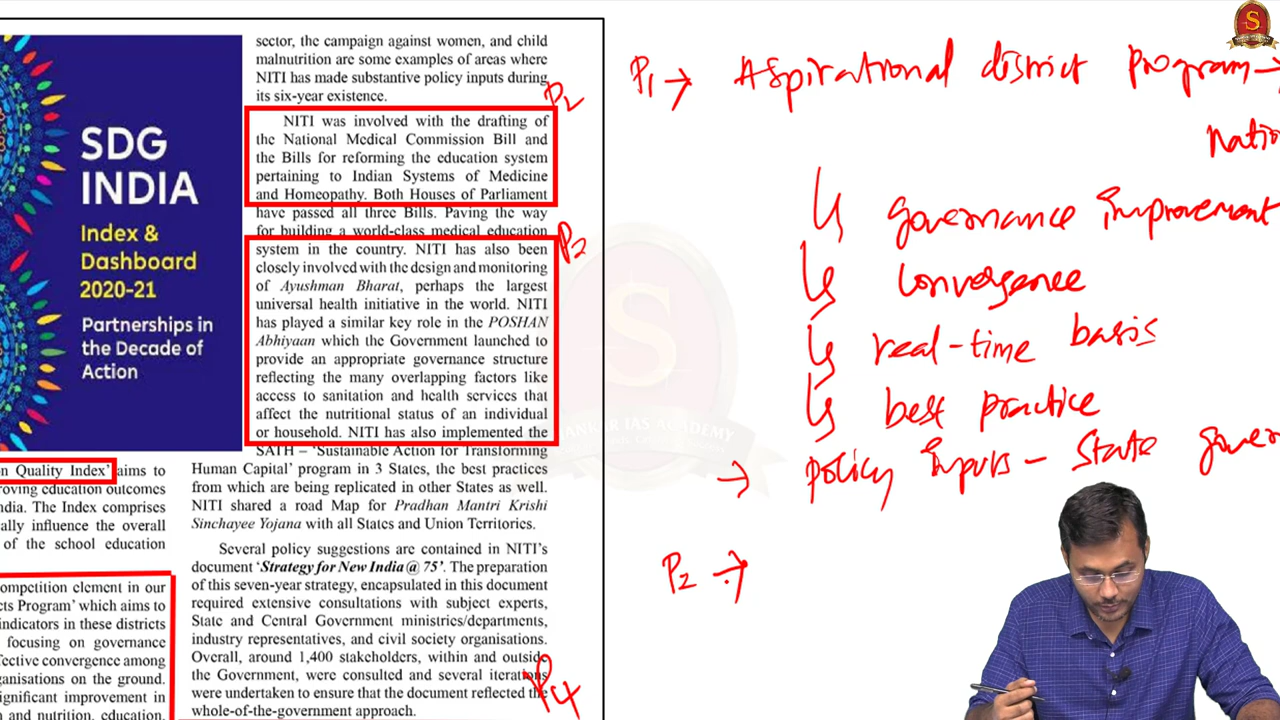 SDG
INDIA
Index &
Dashboard
2020-21
Partnerships in
the Decade of
Action
on Quality Index' aims to
roving education outcomes
ndia. The Index comprises
ally influence the overall
of the school education
ompetition element in our
cts Program' which aims to
indicators in these districts
focusing on governance
fective convergence among
ganisations on the ground.
significant improvement in
n and nutrition, education,
sector, the campaign against women, and child
malnutrition are some examples of areas where
NITI has made substantive policy inputs during
its six-year existence.
P2
NITI was involved with the drafting of
the National Medical Commission Bill and
the Bills for reforming the education system
pertaining to Indian Systems of Medicine
and Homeopathy. Both Houses of Parliament
have passed all three Bills. Paving the way
for building a world-class medical education
system in the country. NITI has also been
P3
closely involved with the design and monitoring
of Ayushman Bharat, perhaps the largest
universal health initiative in the world. NITI
has played a similar key role in the POSHAN
Abhiyaan which the Government launched to
provide an appropriate governance structure
reflecting the many overlapping factors like
access to sanitation and health services that
affect the nutritional status of an individual
or household. NITI has also implemented the
SATH – 'Sustainable Action for Transforming
Human Capital' program in 3 States, the best practices
from which are being replicated in other States as well.
NITI shared a road Map for Pradhan Mantri Krishi
Sinchayee Yojana with all States and Union Territories.
Several policy suggestions are contained in NITI's
document 'Strategy for New India @ 75'. The preparation
of this seven-year strategy, encapsulated in this document
required extensive consultations with subject experts,
State and Central Government ministries/departments,
industry representatives, and civil society organisations.
Overall, around 1,400 stakeholders, within and outside
the Government, were consulted and several iterations
were undertaken to ensure that the document reflected the
whole-of-the-government approach.
P4
P1 → Aspirational district Program →
Natio
Governance Improvement
Convergence
real-time basis
best practice
→ Policy Inputs - State Gover
P2 →
S
S
SHANKAR IAS ACADEMY